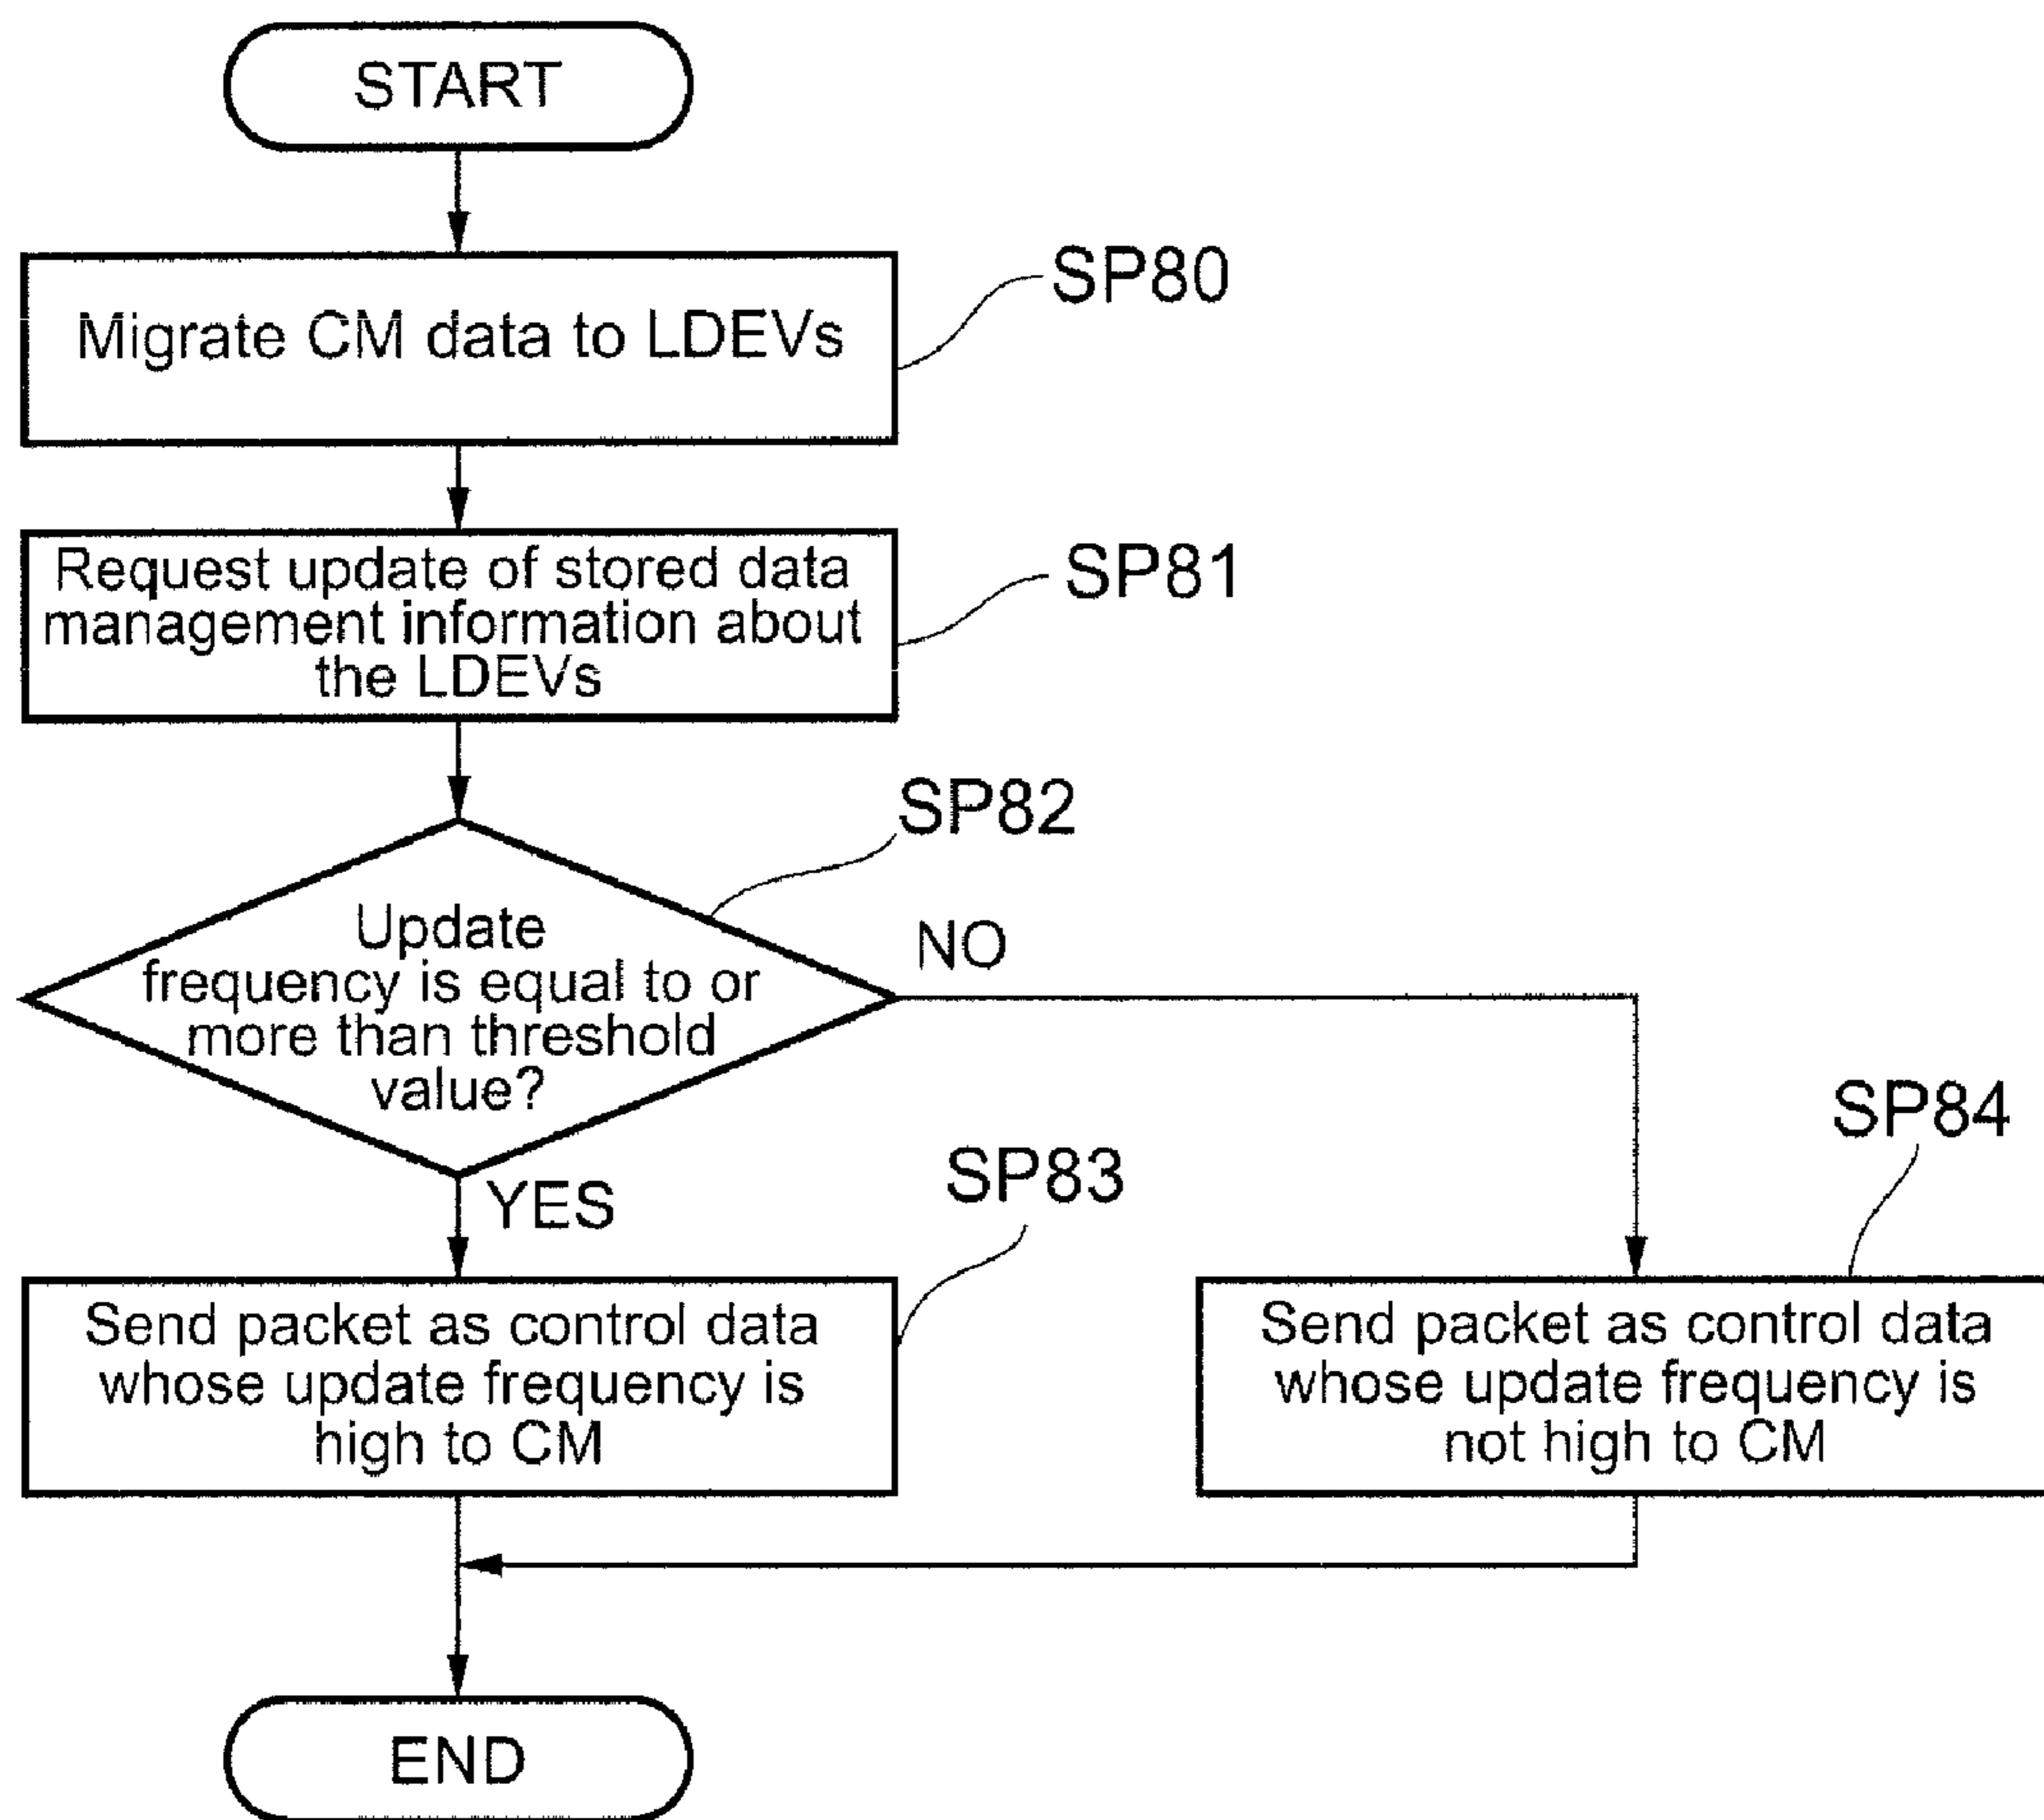 START
Migrate CM data to LDEVs
SP80
Request update of stored data
management information about
the LDEVs
SP81
SP82
Update
frequency is equal to or
more than threshold
value?
NO
YES
SP83
SP84
Send packet as control data
whose update frequency is
high to CM
Send packet as control data
whose update frequency is
not high to CM
END